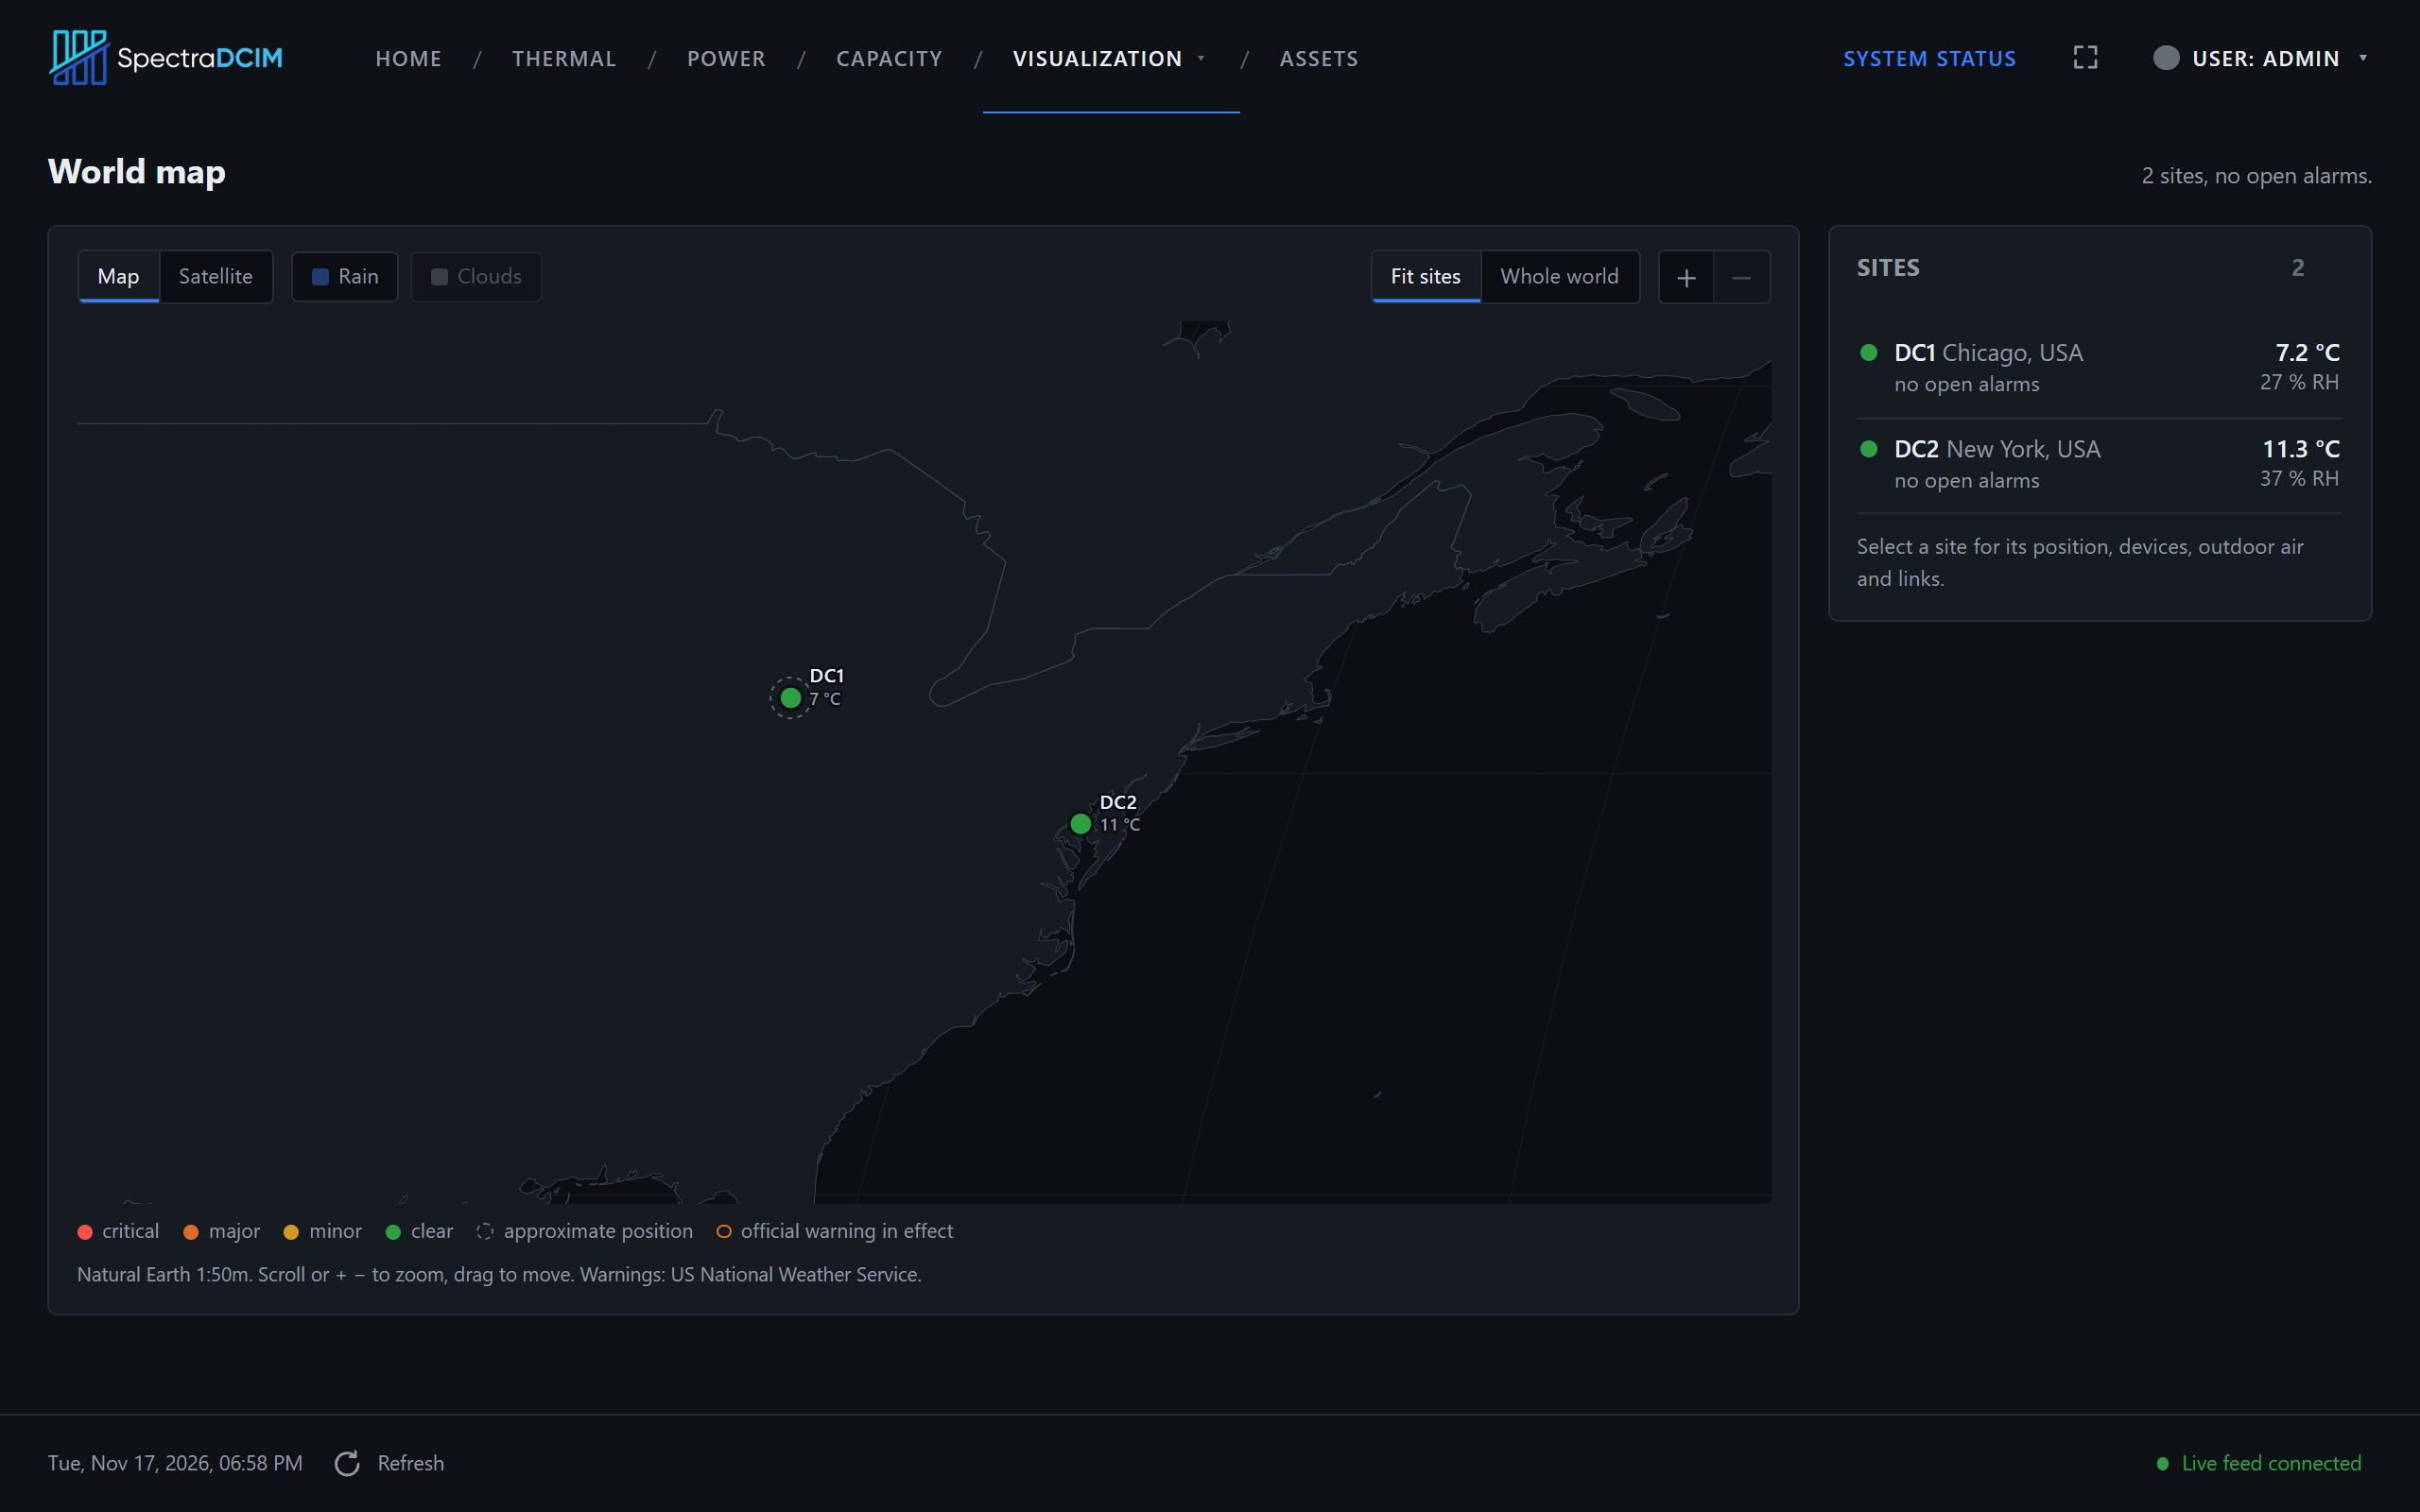 SpectraDCIM
HOME / THERMAL / POWER / CAPACITY / VISUALIZATION / ASSETS
SYSTEM STATUS
USER: ADMIN
World map
2 sites, no open alarms.
Map
Satellite
Rain
Clouds
Fit sites
Whole world
+
−
DC1
7 °C
DC2
11 °C
critical
major
minor
clear
approximate position
official warning in effect
Natural Earth 1:50m. Scroll or + − to zoom, drag to move. Warnings: US National Weather Service.
SITES 2
DC1 Chicago, USA 7.2 °C
no open alarms 27 % RH
DC2 New York, USA 11.3 °C
no open alarms 37 % RH
Select a site for its position, devices, outdoor air
and links.
Tue, Nov 17, 2026, 06:58 PM
Refresh
Live feed connected